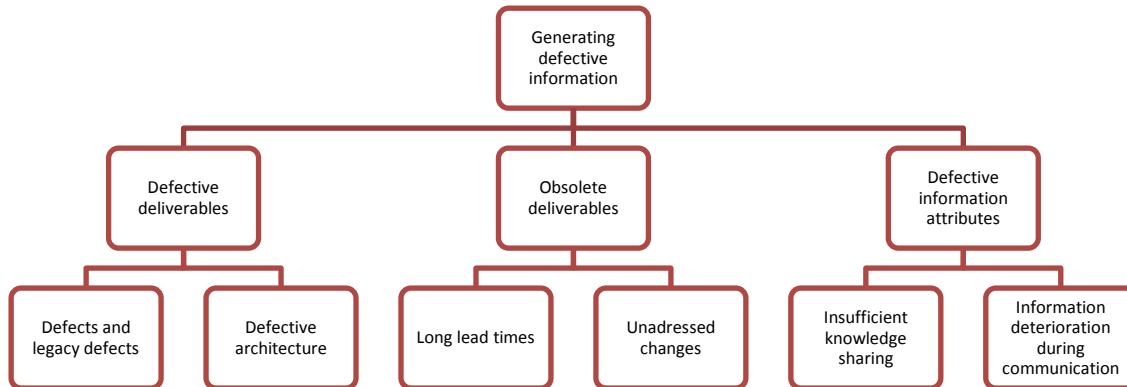 Generating
defective
information
Defective
deliverables
Obsolete
deliverables
Defective
information
attributes
Defects and
legacy defects
Defective
architecture
Long lead times
Unadressed
changes
Insufficient
knowledge
sharing
Information
deterioration
during
communication